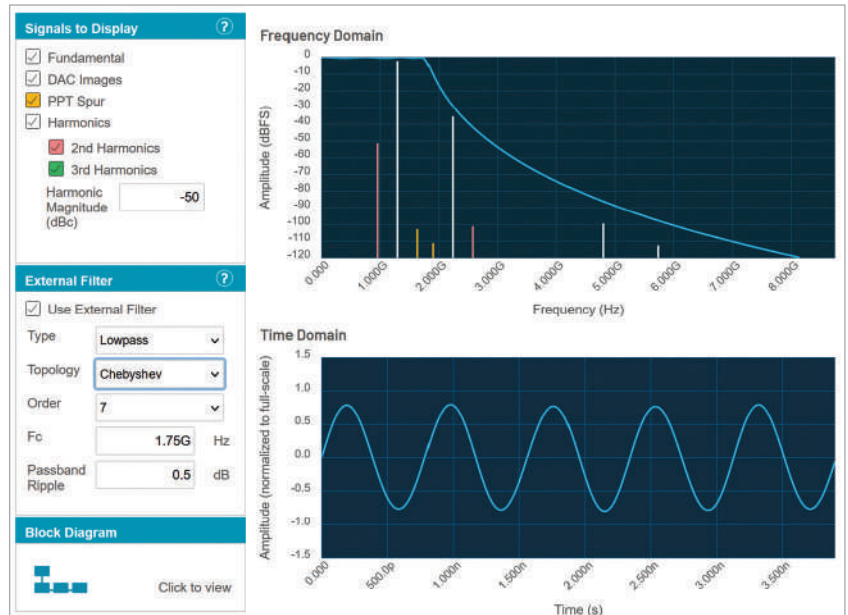 Signals to Display ?
Fundamental
DAC Images
PPT Spur
Harmonics
2nd Harmonics
3rd Harmonics
Harmonic
Magnitude
(dBc)
-50
External Filter ?
Use External Filter
Type Lowpass
Topology Chebyshev
Order 7
Fc 1.75G Hz
Passband
Ripple
0.5 dB
Block Diagram
Click to view
Frequency Domain
Amplitude (dBFS)
0
-10
-20
-30
-40
-50
-60
-70
-80
-90
-100
-110
-120
0.000 1.000G 2.000G 3.000G 4.000G 5.000G 6.000G 7.000G 8.000G
Frequency (Hz)
Time Domain
Amplitude (normalized to full-scale)
1.5
1.0
0.5
0.0
-0.5
-1.0
-1.5
0.000 500.0p 1.000n 1.500n 2.000n 2.500n 3.000n 3.500n
Time (s)